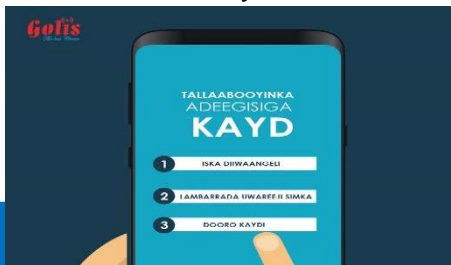 Golis
TALLAABOOYINKA
ADEEGISIGA
KAYD
1 ISKA DIIWAANGELI
2 LAMBARRADA UWAREEJI SIMKA
3 DOORO KAYDI